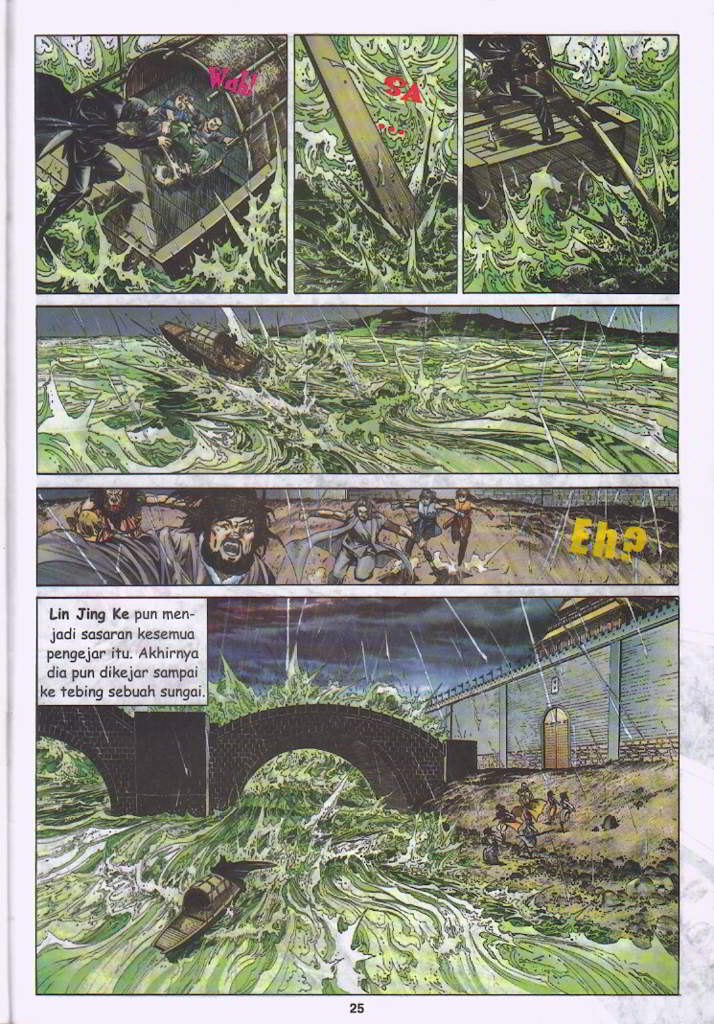 Wah!
SA
...
Eh?
Lin Jing Ke pun men-
jadi sasaran kesemua
pengejar itu. Akhirnya
dia pun dikejar sampai
ke tebing sebuah sungai.
25